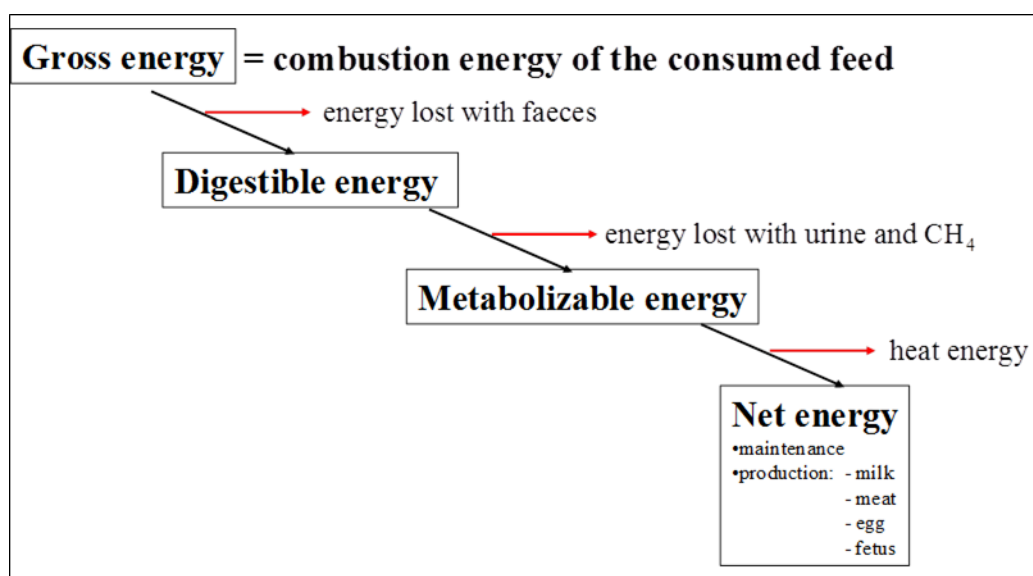 Gross energy = combustion energy of the consumed feed
energy lost with faeces
Digestible energy
energy lost with urine and CH₄
Metabolizable energy
heat energy
Net energy
•maintenance
•production: - milk
- meat
- egg
- fetus